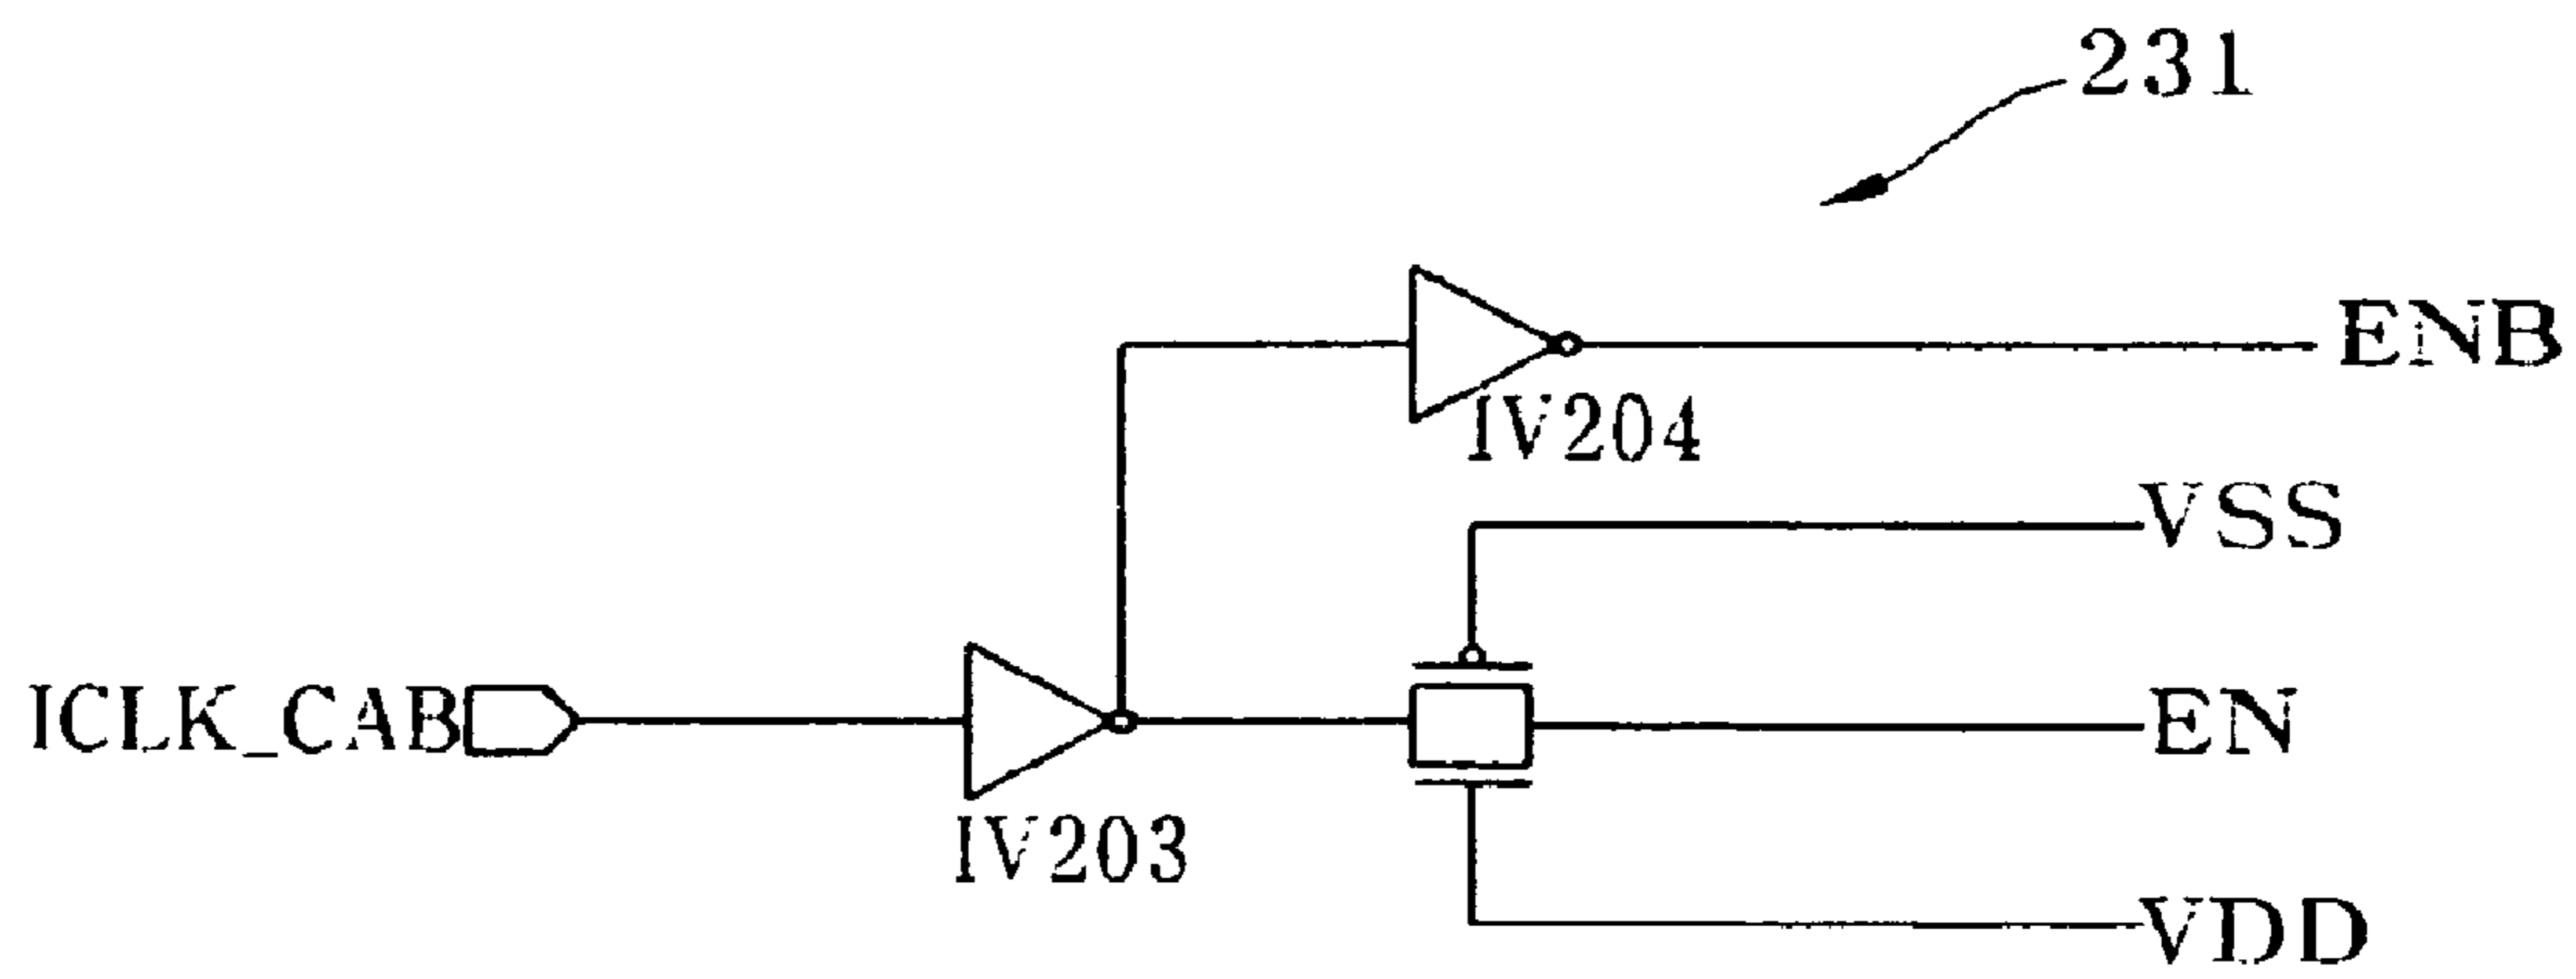 231
ENB
IV204
VSS
ICLK_CAB
EN
IV203
VDD